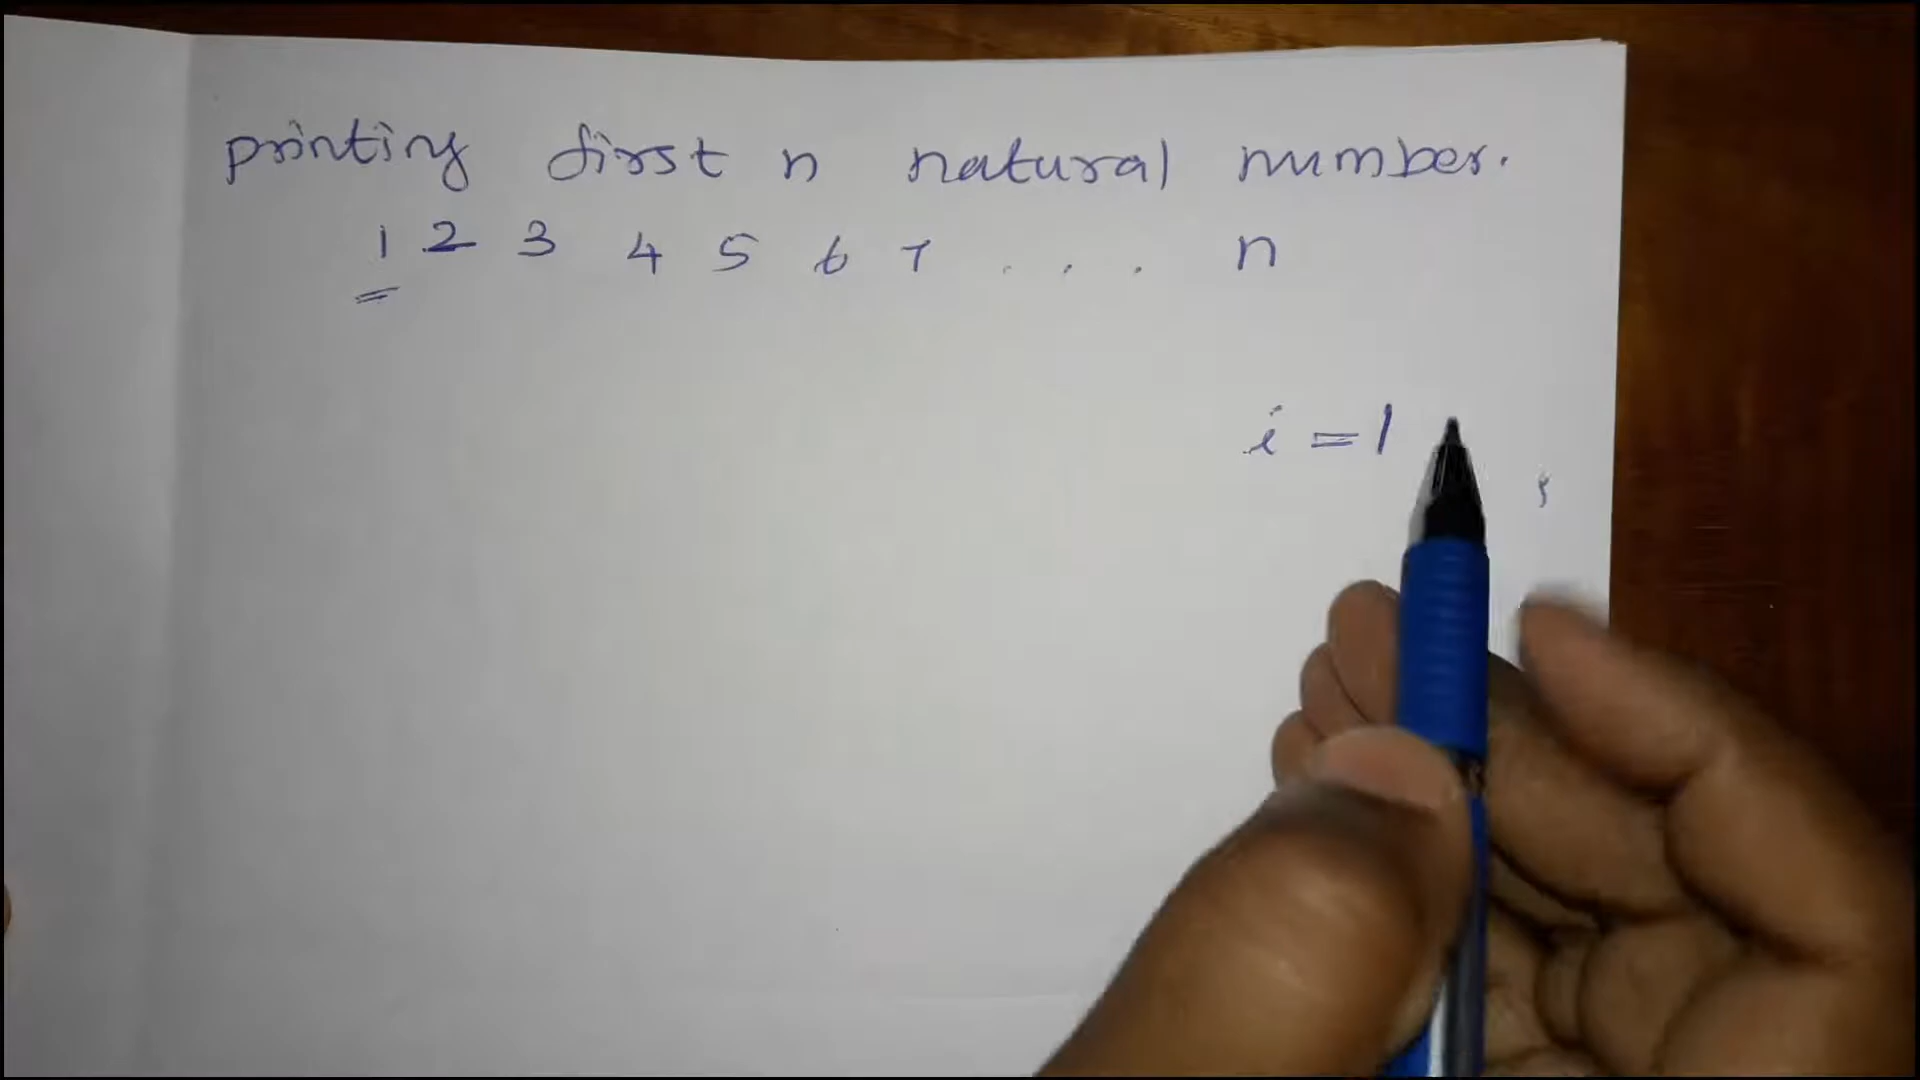 printing first n natural number.
1 2 3 4 5 6 7 . . . n
i = 1